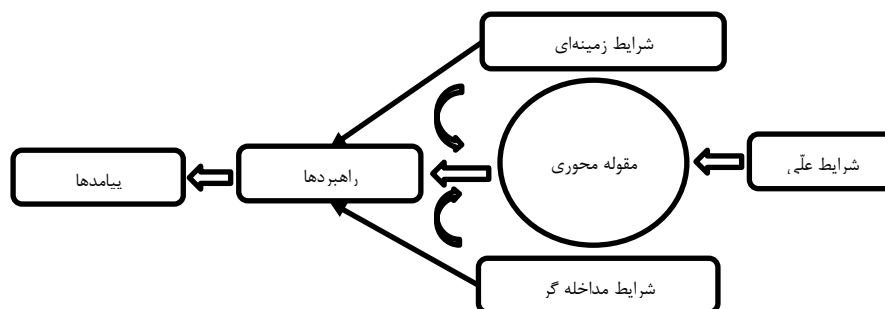 شرایط زمینه‌ای
مقوله محوری
شرایط علّی
راهبردها
پیامدها
شرایط مداخله گر